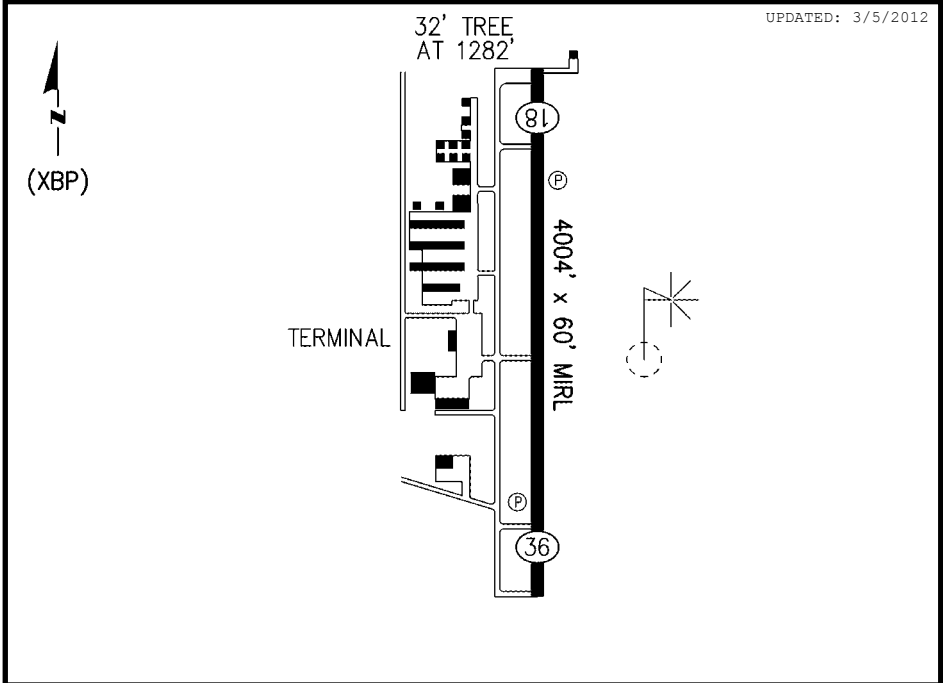 UPDATED: 3/5/2012
32' TREE
AT 1282'
N
(XBP)
18
P
4004' x 60' MIRL
TERMINAL
P
36